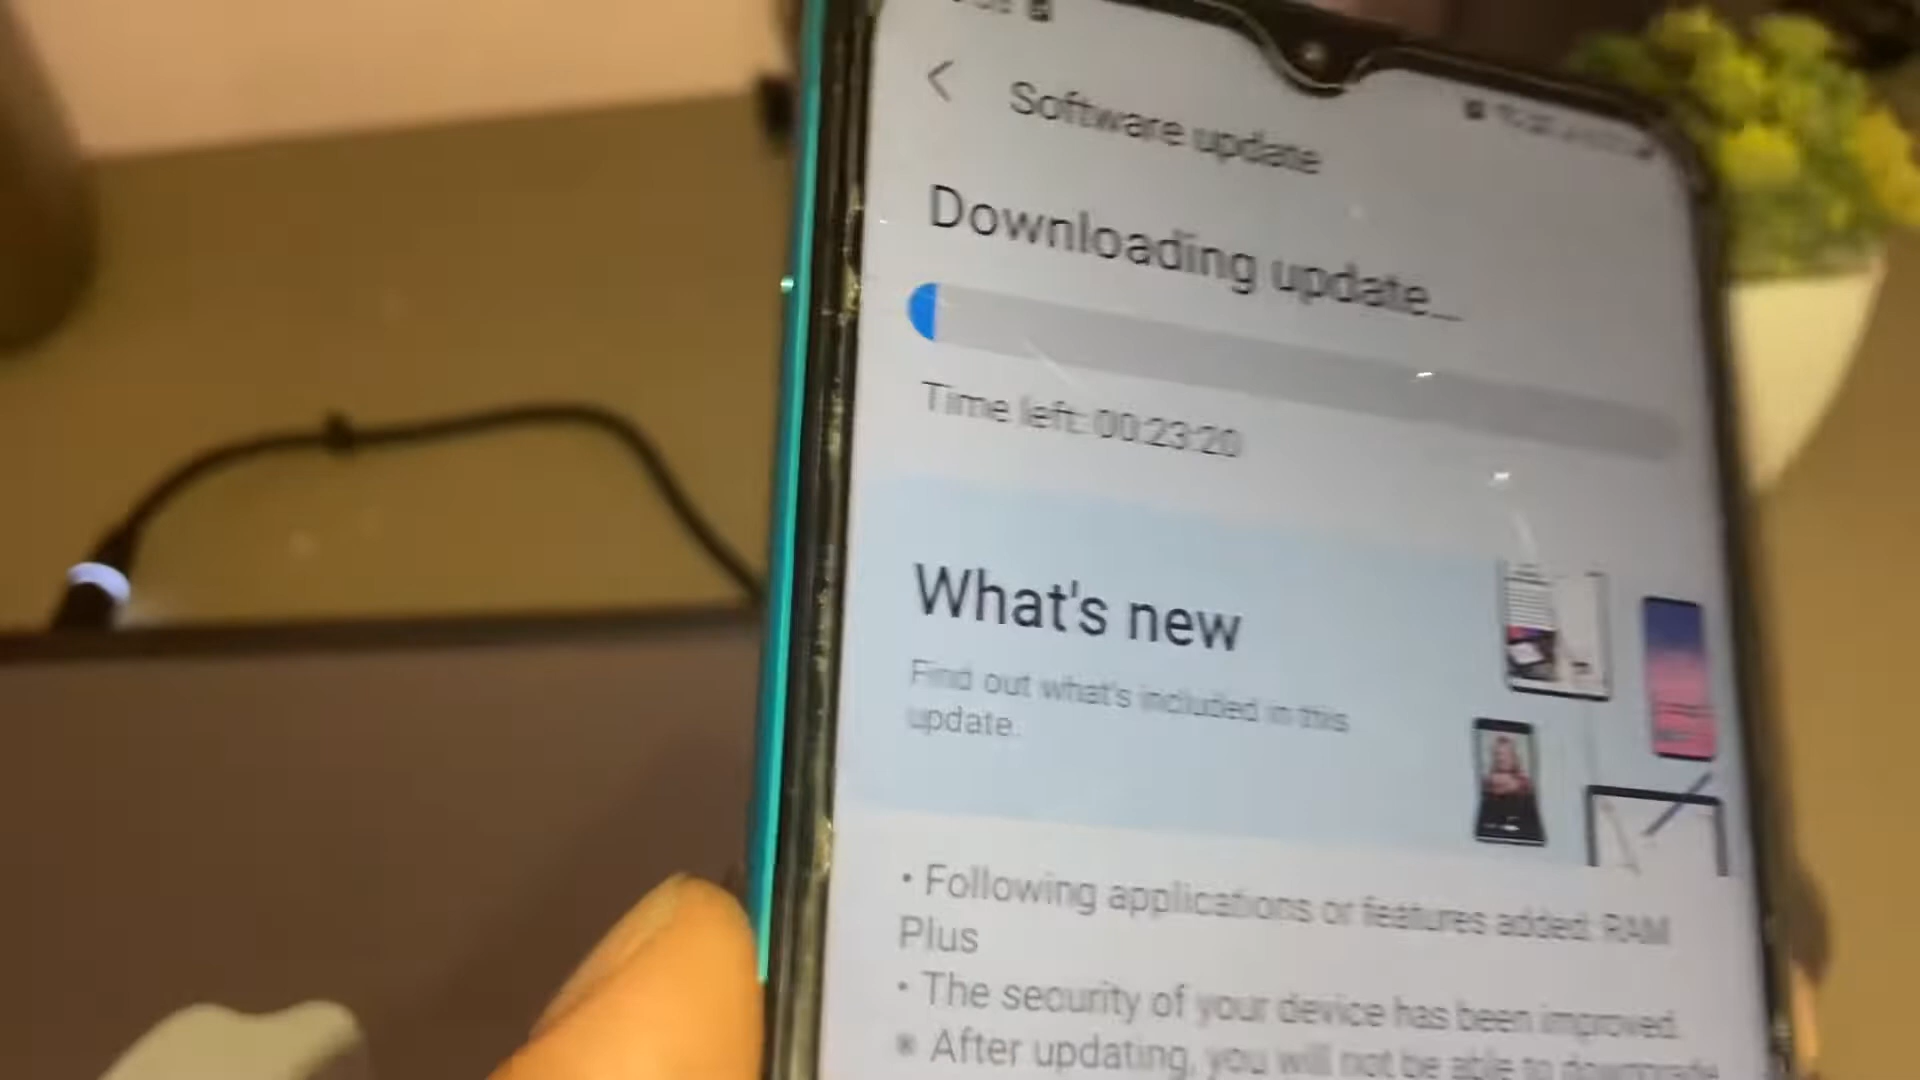 Software update
Downloading update...
Time left: 00:23:20
What's new
Find out what's included in this
update.
• Following applications or features added: RAM
Plus
• The security of your device has been improved.
※ After updating, you will not be able to downgrade